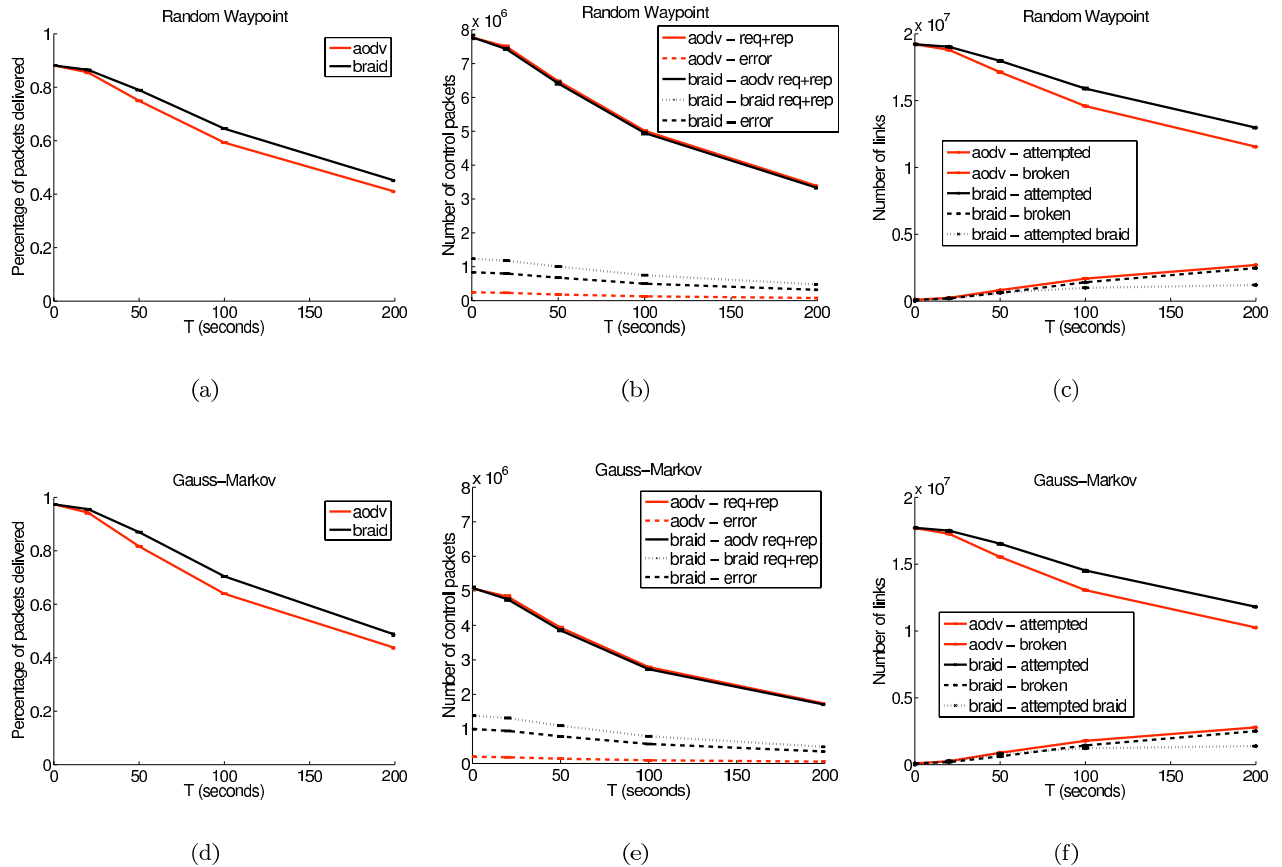 Random Waypoint
Percentage of packets delivered
1
0.8
0.6
0.4
0.2
0
0 50 100 150 200
T (seconds)
aodv
braid
(a)
Random Waypoint
x 10^6
Number of control packets
8
7
6
5
4
3
2
1
0
0 50 100 150 200
T (seconds)
aodv – req+rep
aodv – error
braid – aodv req+rep
braid – braid req+rep
braid – error
(b)
Random Waypoint
x 10^7
Number of links
2
1.5
1
0.5
0
0 50 100 150 200
T (seconds)
aodv – attempted
aodv – broken
braid – attempted
braid – broken
braid – attempted braid
(c)
Gauss–Markov
Percentage of packets delivered
1
0.8
0.6
0.4
0.2
0
0 50 100 150 200
T (seconds)
aodv
braid
(d)
Gauss–Markov
x 10^6
Number of control packets
8
7
6
5
4
3
2
1
0
0 50 100 150 200
T (seconds)
aodv – req+rep
aodv – error
braid – aodv req+rep
braid – braid req+rep
braid – error
(e)
Gauss–Markov
x 10^7
Number of links
2
1.5
1
0.5
0
0 50 100 150 200
T (seconds)
aodv – attempted
aodv – broken
braid – attempted
braid – broken
braid – attempted braid
(f)